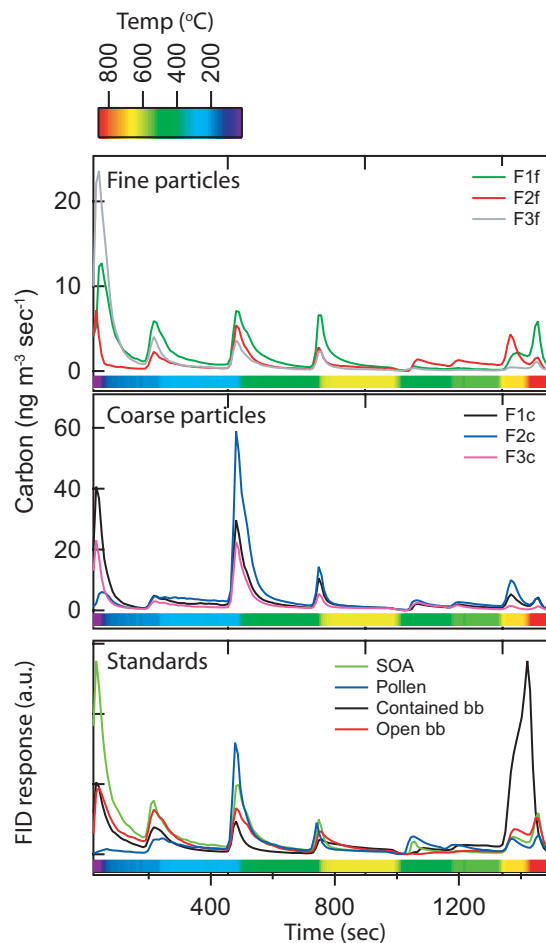 Temp (°C)
800 600 400 200
Fine particles
F1f
F2f
F3f
20
10
0
Carbon (ng m⁻³ sec⁻¹)
Coarse particles
F1c
F2c
F3c
60
40
20
0
Standards
SOA
Pollen
Contained bb
Open bb
FID response (a.u.)
400 800 1200
Time (sec)